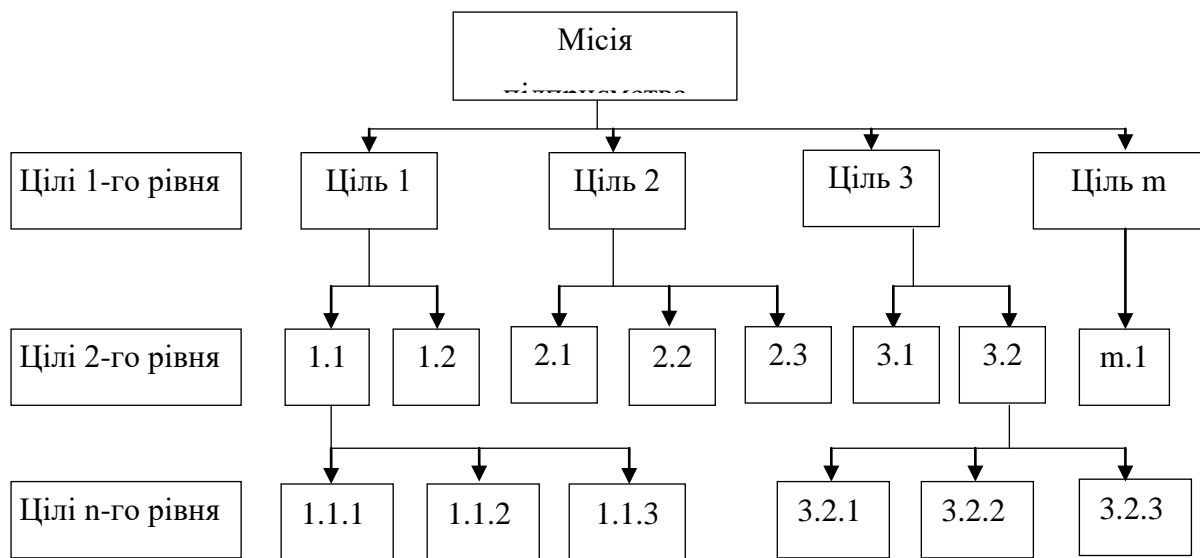 Місія
підприємства
Цілі 1-го рівня
Ціль 1
Ціль 2
Ціль 3
Ціль m
Цілі 2-го рівня
1.1
1.2
2.1
2.2
2.3
3.1
3.2
m.1
Цілі n-го рівня
1.1.1
1.1.2
1.1.3
3.2.1
3.2.2
3.2.3